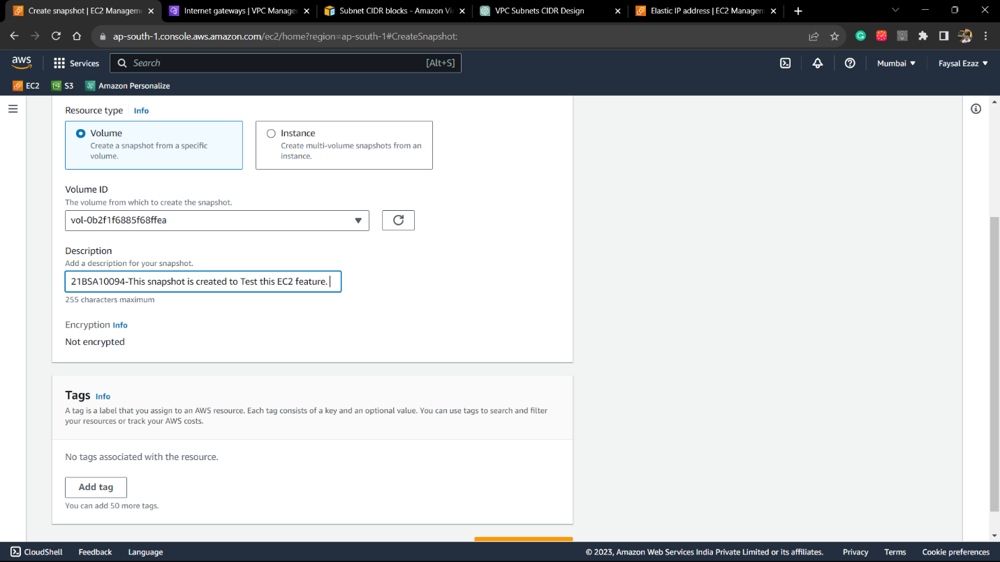 Create snapshot | EC2 Manageme
Internet gateways | VPC Manager
Subnet CIDR blocks - Amazon Vi
VPC Subnets CIDR Design
Elastic IP address | EC2 Managem
ap-south-1.console.aws.amazon.com/ec2/home?region=ap-south-1#CreateSnapshot:
aws
Services
Search
[Alt+S]
Mumbai
Faysal Ezaz
EC2
S3
Amazon Personalize
Resource type Info
Volume
Create a snapshot from a specific
volume.
Instance
Create multi-volume snapshots from an
instance.
Volume ID
The volume from which to create the snapshot.
vol-0b2f1f6885f68ffea
Description
Add a description for your snapshot.
21BSA10094-This snapshot is created to Test this EC2 feature.
255 characters maximum
Encryption Info
Not encrypted
Tags Info
A tag is a label that you assign to an AWS resource. Each tag consists of a key and an optional value. You can use tags to search and filter
your resources or track your AWS costs.
No tags associated with the resource.
Add tag
You can add 50 more tags.
CloudShell
Feedback
Language
© 2023, Amazon Web Services India Private Limited or its affiliates.
Privacy
Terms
Cookie preferences